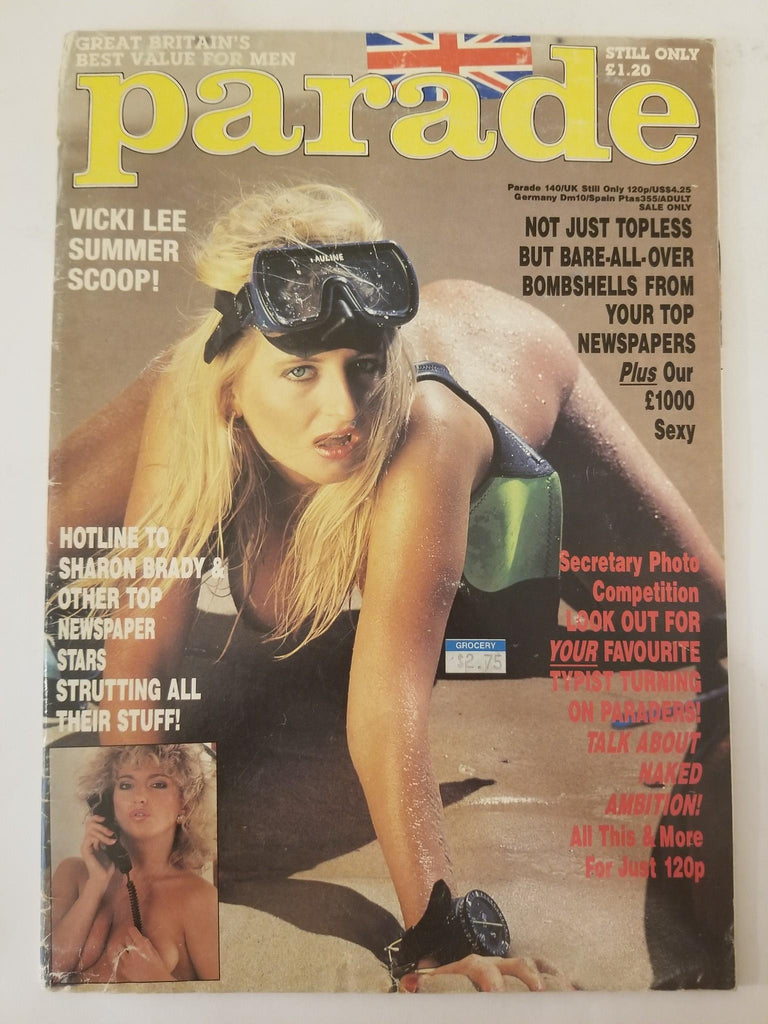 GREAT BRITAIN'S
BEST VALUE FOR MEN
STILL ONLY
£1.20
parade
Parade 140/UK Still Only 120p/US$4.25
Germany Dm10/Spain Ptas355/ADULT
SALE ONLY
VICKI LEE
SUMMER
SCOOP!
NOT JUST TOPLESS
BUT BARE-ALL-OVER
BOMBSHELLS FROM
YOUR TOP
NEWSPAPERS
Plus Our
£1000
Sexy
AULINE
HOTLINE TO
SHARON BRADY &
OTHER TOP
NEWSPAPER
STARS
STRUTTING ALL
THEIR STUFF!
Secretary Photo
Competition
LOOK OUT FOR
YOUR FAVOURITE
TYPIST TURNING
ON PARADERS!
TALK ABOUT
NAKED
AMBITION!
All This & More
For Just 120p
GROCERY
$2.75